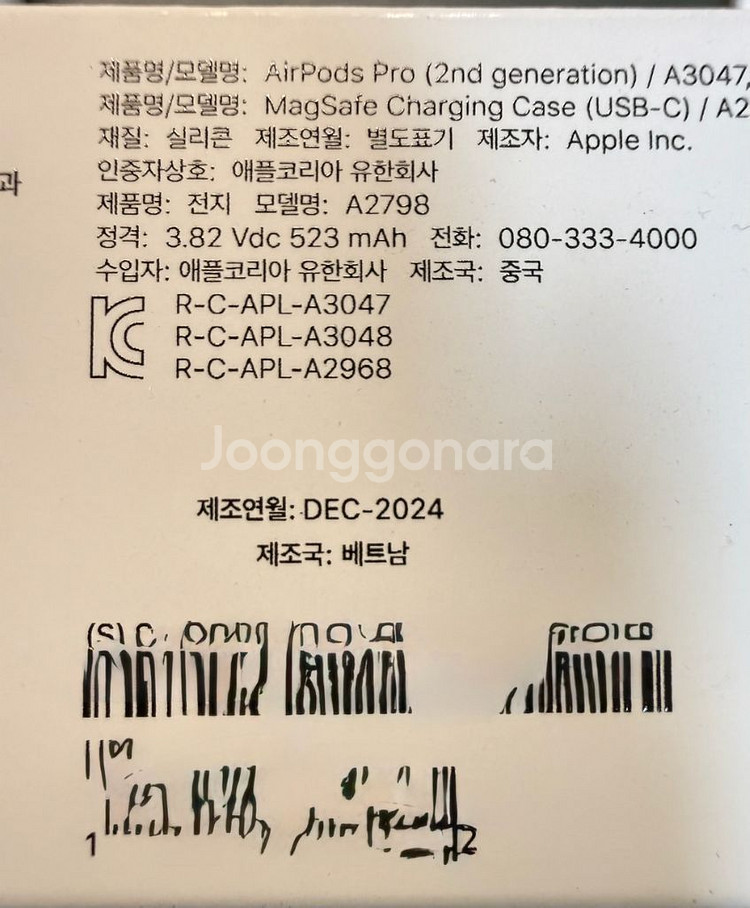 제품명/모델명: AirPods Pro (2nd generation) / A3047,
제품명/모델명: MagSafe Charging Case (USB-C) / A2
재질: 실리콘 제조연월: 별도표기 제조자: Apple Inc.
인증자상호: 애플코리아 유한회사
과
제품명: 전지 모델명: A2798
정격: 3.82 Vdc 523 mAh 전화: 080-333-4000
수입자: 애플코리아 유한회사 제조국: 중국
R-C-APL-A3047
R-C-APL-A3048
R-C-APL-A2968
Joonggonara
제조연월: DEC-2024
제조국: 베트남